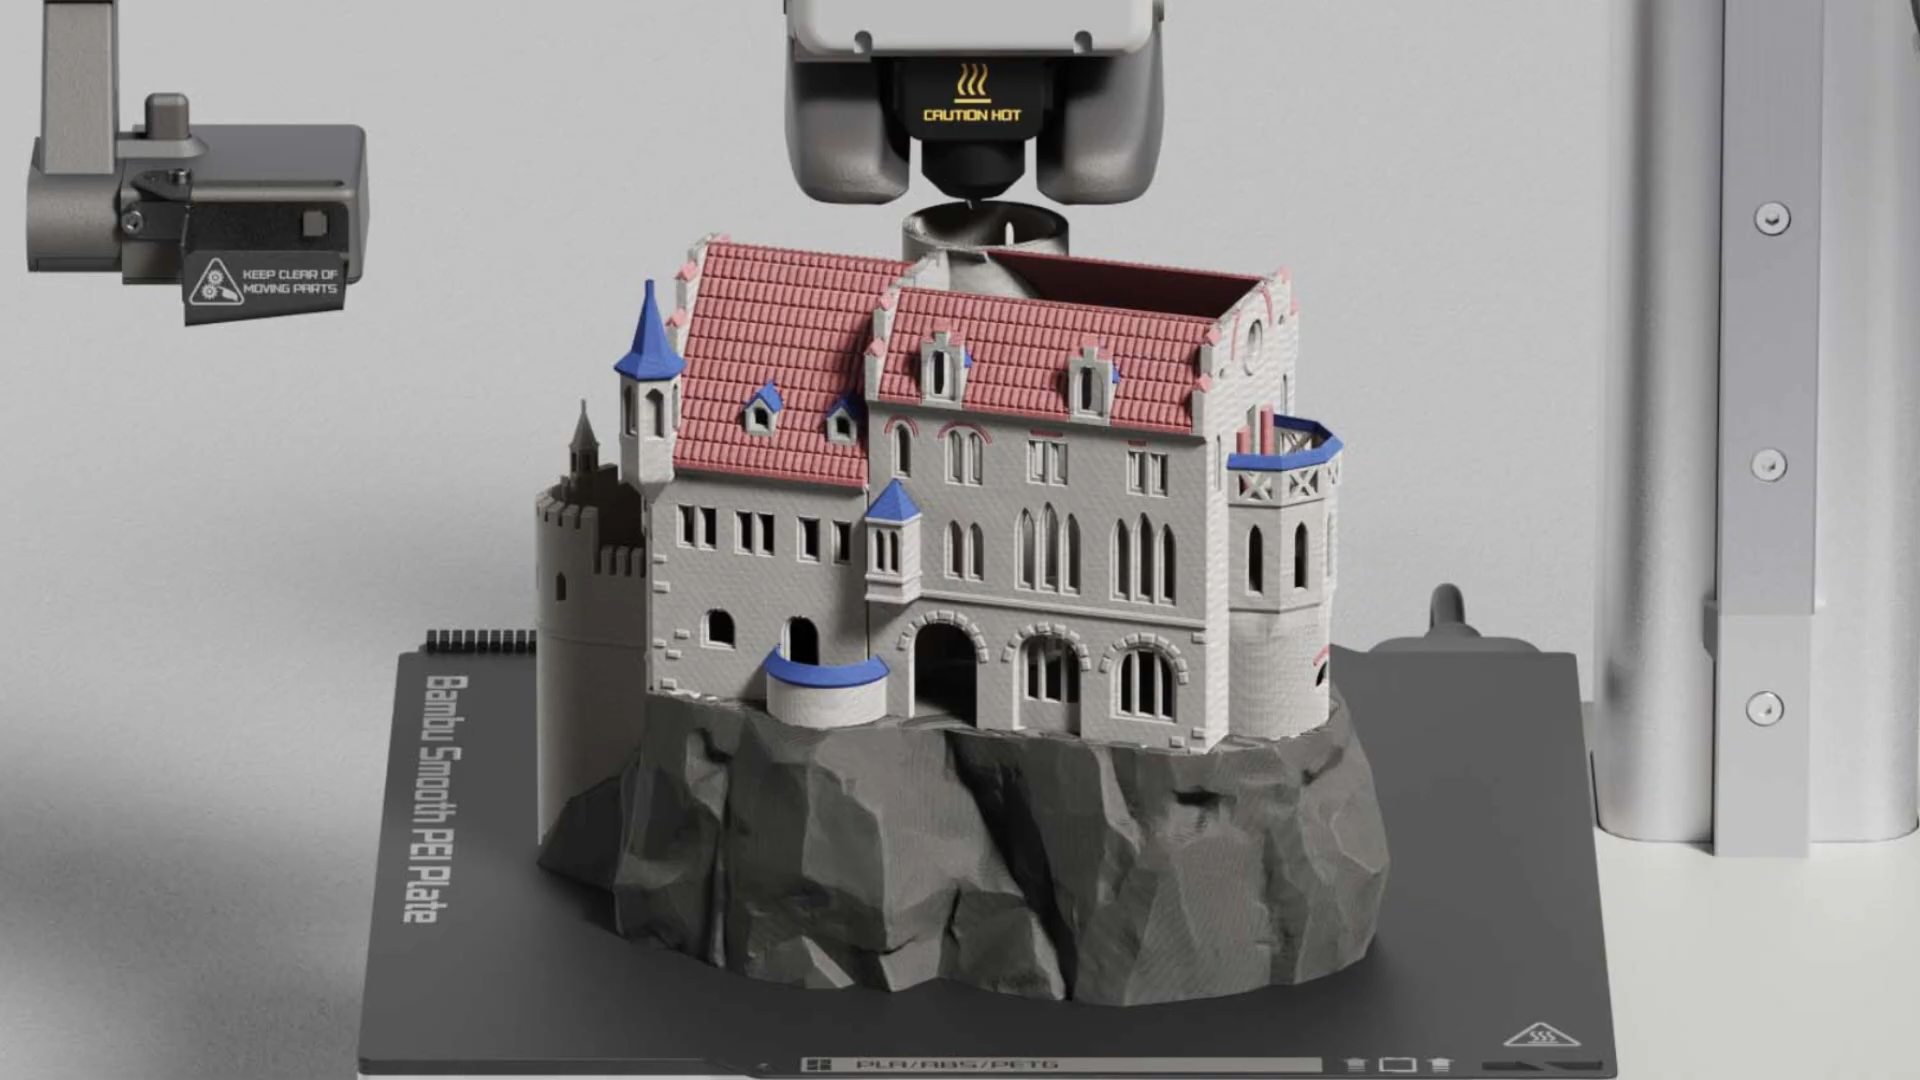 CAUTION HOT
KEEP CLEAR OF
MOVING PARTS
Bambu Smooth PEI Plate
PLA/ABS/PETG